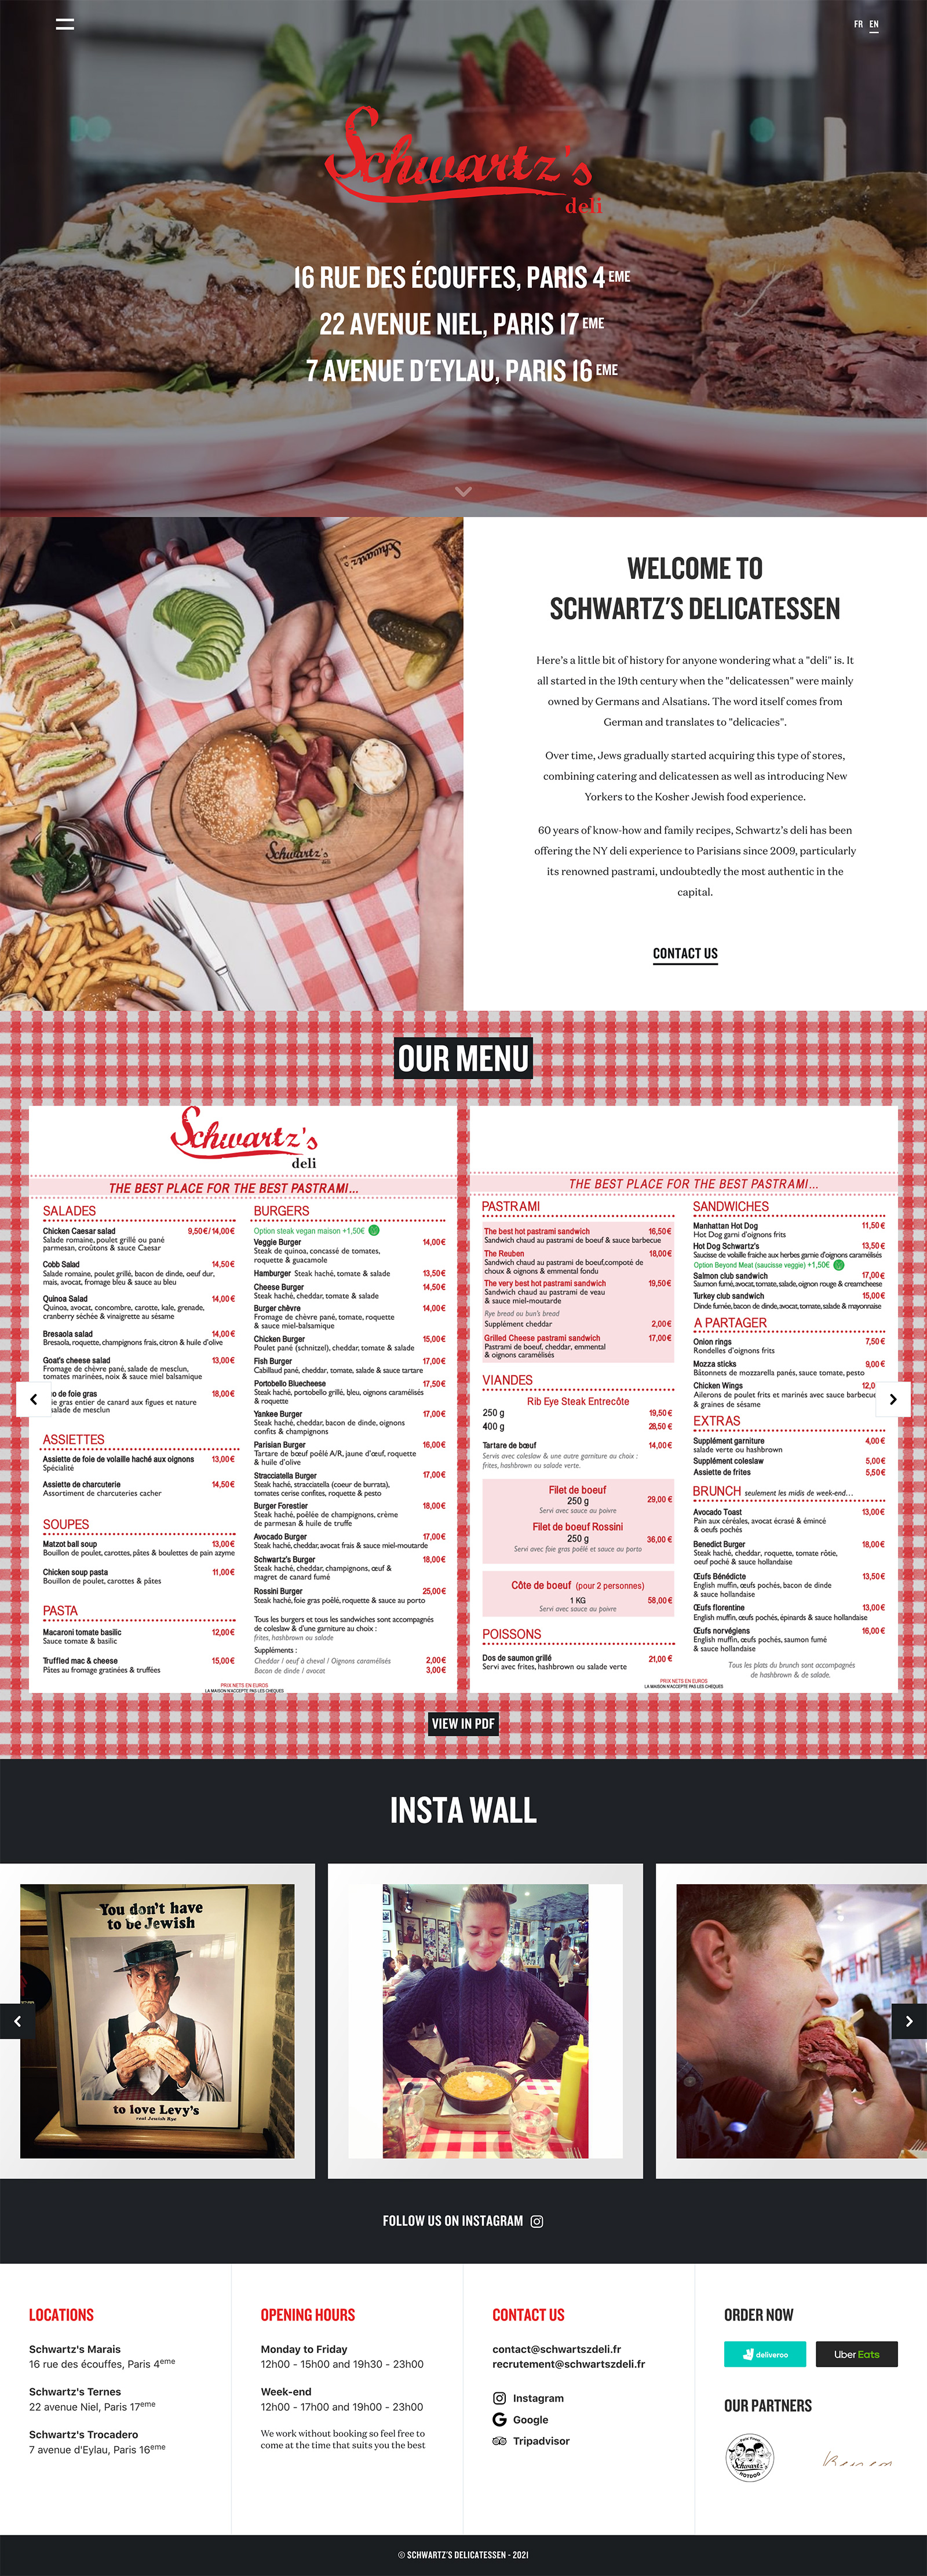 FR EN
Schwartz's
deli
16 RUE DES ÉCOUFFES, PARIS 4 EME
22 AVENUE NIEL, PARIS 17 EME
7 AVENUE D'EYLAU, PARIS 16 EME
Schwartz's
Schwartz's
WELCOME TO
SCHWARTZ'S DELICATESSEN
Here's a little bit of history for anyone wondering what a "deli" is. It
all started in the 19th century when the "delicatessen" were mainly
owned by Germans and Alsatians. The word itself comes from
German and translates to "delicacies".
Over time, Jews gradually started acquiring this type of stores,
combining catering and delicatessen as well as introducing New
Yorkers to the Kosher Jewish food experience.
60 years of know-how and family recipes, Schwartz's deli has been
offering the NY deli experience to Parisians since 2009, particularly
its renowned pastrami, undoubtedly the most authentic in the
capital.
CONTACT US
OUR MENU
Schwartz's
deli
THE BEST PLACE FOR THE BEST PASTRAMI...
SALADES
Chicken Caesar salad 9,50€/14,00€
Salade romaine, poulet grillé ou pané
parmesan, croûtons & sauce Caesar
Cobb Salad 14,50€
Salade romaine, poulet grillé, bacon de dinde, oeuf dur,
maïs, avocat, fromage bleu & sauce au bleu
Quinoa Salad 14,00€
Quinoa, avocat, concombre, carotte, kale, grenade,
cranberry séchée & vinaigrette au sésame
Bresaola salad 14,00€
Bresaola, roquette, champignons frais, citron & huile d'olive
Goat's cheese salad 13,00€
Fromage de chèvre pané, salade de mesclun,
tomates marinées, noix & sauce miel balsamique
de foie gras 18,00€
gras entier de canard aux figues et nature
salade de mesclun
ASSIETTES
Assiette de foie de volaille haché aux oignons 13,00€
Spécialité
Assiette de charcuterie 14,50€
Assortiment de charcuteries cacher
SOUPES
Matzot ball soup 13,00€
Bouillon de poulet, carottes, pâtes & boulettes de pain azyme
Chicken soup pasta 11,00€
Bouillon de poulet, carottes & pâtes
PASTA
Macaroni tomate basilic 12,00€
Sauce tomate & basilic
Truffled mac & cheese 15,00€
Pâtes au fromage gratinées & truffées
BURGERS
Option steak vegan maison +1,50€
Veggie Burger 14,00€
Steak de quinoa, concassé de tomates,
roquette & guacamole
Hamburger Steak haché, tomate & salade 13,50€
Cheese Burger 14,50€
Steak haché, cheddar, tomate & salade
Burger chèvre 14,00€
Fromage de chèvre pané, tomate, roquette
& sauce miel-balsamique
Chicken Burger 15,00€
Poulet pané (schnitzel), cheddar, tomate & salade
Fish Burger 17,00€
Cabillaud pané, cheddar, tomate, salade & sauce tartare
Portobello Bluecheese 17,50€
Steak haché, portobello grillé, bleu, oignons caramélisés
& roquette
Yankee Burger 17,00€
Steak haché, cheddar, bacon de dinde, oignons
confits & champignons
Parisian Burger 16,00€
Tartare de bœuf poêlé A/R, jaune d'œuf, roquette
& huile d'olive
Stracciatella Burger 17,00€
Steak haché, stracciatella (coeur de burrata),
tomates cerise confites, roquette & pesto
Burger Forestier 18,00€
Steak haché, poêlée de champignons, crème
de parmesan & huile de truffe
Avocado Burger 17,00€
Steak haché, cheddar, avocat frais & sauce miel-moutarde
Schwartz's Burger 18,00€
Steak haché, cheddar, champignons, œuf &
magret de canard fumé
Rossini Burger 25,00€
Steak haché, foie gras poêlé, roquette & sauce au porto
Tous les burgers et tous les sandwiches sont accompagnés
de coleslaw & d'une garniture au choix :
frites, hashbrown ou salade
Suppléments :
Cheddar / oeuf à cheval / Oignons caramélisés 2,00€
Bacon de dinde / avocat 3,00€
PRIX NETS EN EUROS
LA MAISON N'ACCEPTE PAS LES CHEQUES
THE BEST PLACE FOR THE BEST PASTRAMI...
PASTRAMI
The best hot pastrami sandwich 16,50€
Sandwich chaud au pastrami de boeuf & sauce barbecue
The Reuben 18,00€
Sandwich chaud au pastrami de boeuf,compoté de
choux & oignons & emmental fondu
The very best hot pastrami sandwich 19,50€
Sandwich chaud au pastrami de veau
& sauce miel-moutarde
Rye bread ou bun's bread
Supplément cheddar 2,00€
Grilled Cheese pastrami sandwich 17,00€
Pastrami de boeuf, cheddar, emmental
& oignons caramélisés
VIANDES
Rib Eye Steak Entrecôte
250 g 19,50€
400 g 28,50€
Tartare de bœuf 14,00€
Servis avec coleslaw & une autre garniture au choix :
frites, hashbrown ou salade verte.
Filet de boeuf
250 g 29,00€
Servi avec sauce au poivre
Filet de boeuf Rossini
250 g 36,00€
Servi avec foie gras poêlé et sauce au porto
Côte de boeuf (pour 2 personnes)
1 KG 58,00€
Servi avec sauce au poivre
POISSONS
Dos de saumon grillé 21,00€
Servi avec frites, hashbrown ou salade verte
PRIX NETS EN EUROS
LA MAISON N'ACCEPTE PAS LES CHEQUES
SANDWICHES
Manhattan Hot Dog 11,50€
Hot Dog garni d'oignons frits
Hot Dog Schwartz's 13,50€
Saucisse de volaille fraîche aux herbes garnie d'oignons caramélisés
Option Beyond Meat (saucisse veggie) +1,50€
Salmon club sandwich 17,00€
Saumon fumé, avocat, tomate, salade, oignon rouge & creamcheese
Turkey club sandwich 15,00€
Dinde fumée, bacon de dinde, avocat, tomate, salade & mayonnaise
A PARTAGER
Onion rings 7,50€
Rondelles d'oignons frits
Mozza sticks 9,00€
Bâtonnets de mozzarella panés, sauce tomate, pesto
Chicken Wings 12,0
Ailerons de poulet frits et marinés avec sauce barbecue
& graines de sésame
EXTRAS
Supplément garniture 4,00€
salade verte ou hashbrown
Supplément coleslaw 5,00€
Assiette de frites 5,50€
BRUNCH seulement les midis de week-end...
Avocado Toast 13,00€
Pain aux céréales, avocat écrasé & émincé
& oeufs pochés
Benedict Burger 18,00€
Steak haché, cheddar, roquette, tomate rôtie,
oeuf poché & sauce hollandaise
Œufs Bénédicte 13,50€
English muffin, œufs pochés, bacon de dinde
& sauce hollandaise
Œufs florentine 13,00€
English muffin, œufs pochés, épinards & sauce hollandaise
Œufs norvégiens 16,00€
English muffin, œufs pochés, saumon fumé
& sauce hollandaise
Tous les plats du brunch sont accompagnés
de hashbrown & de salade.
VIEW IN PDF
INSTA WALL
You don't have
to be Jewish
to love Levy's
real Jewish Rye
FOLLOW US ON INSTAGRAM
LOCATIONS
Schwartz's Marais
16 rue des écouffes, Paris 4eme
Schwartz's Ternes
22 avenue Niel, Paris 17eme
Schwartz's Trocadero
7 avenue d'Eylau, Paris 16eme
OPENING HOURS
Monday to Friday
12h00 - 15h00 and 19h30 - 23h00
Week-end
12h00 - 17h00 and 19h00 - 23h00
We work without booking so feel free to
come at the time that suits you the best
CONTACT US
contact@schwartszdeli.fr
recrutement@schwartszdeli.fr
Instagram
Google
Tripadvisor
ORDER NOW
deliveroo
Uber Eats
OUR PARTNERS
Schwartz's
HOTDOG
© SCHWARTZ'S DELICATESSEN - 2021